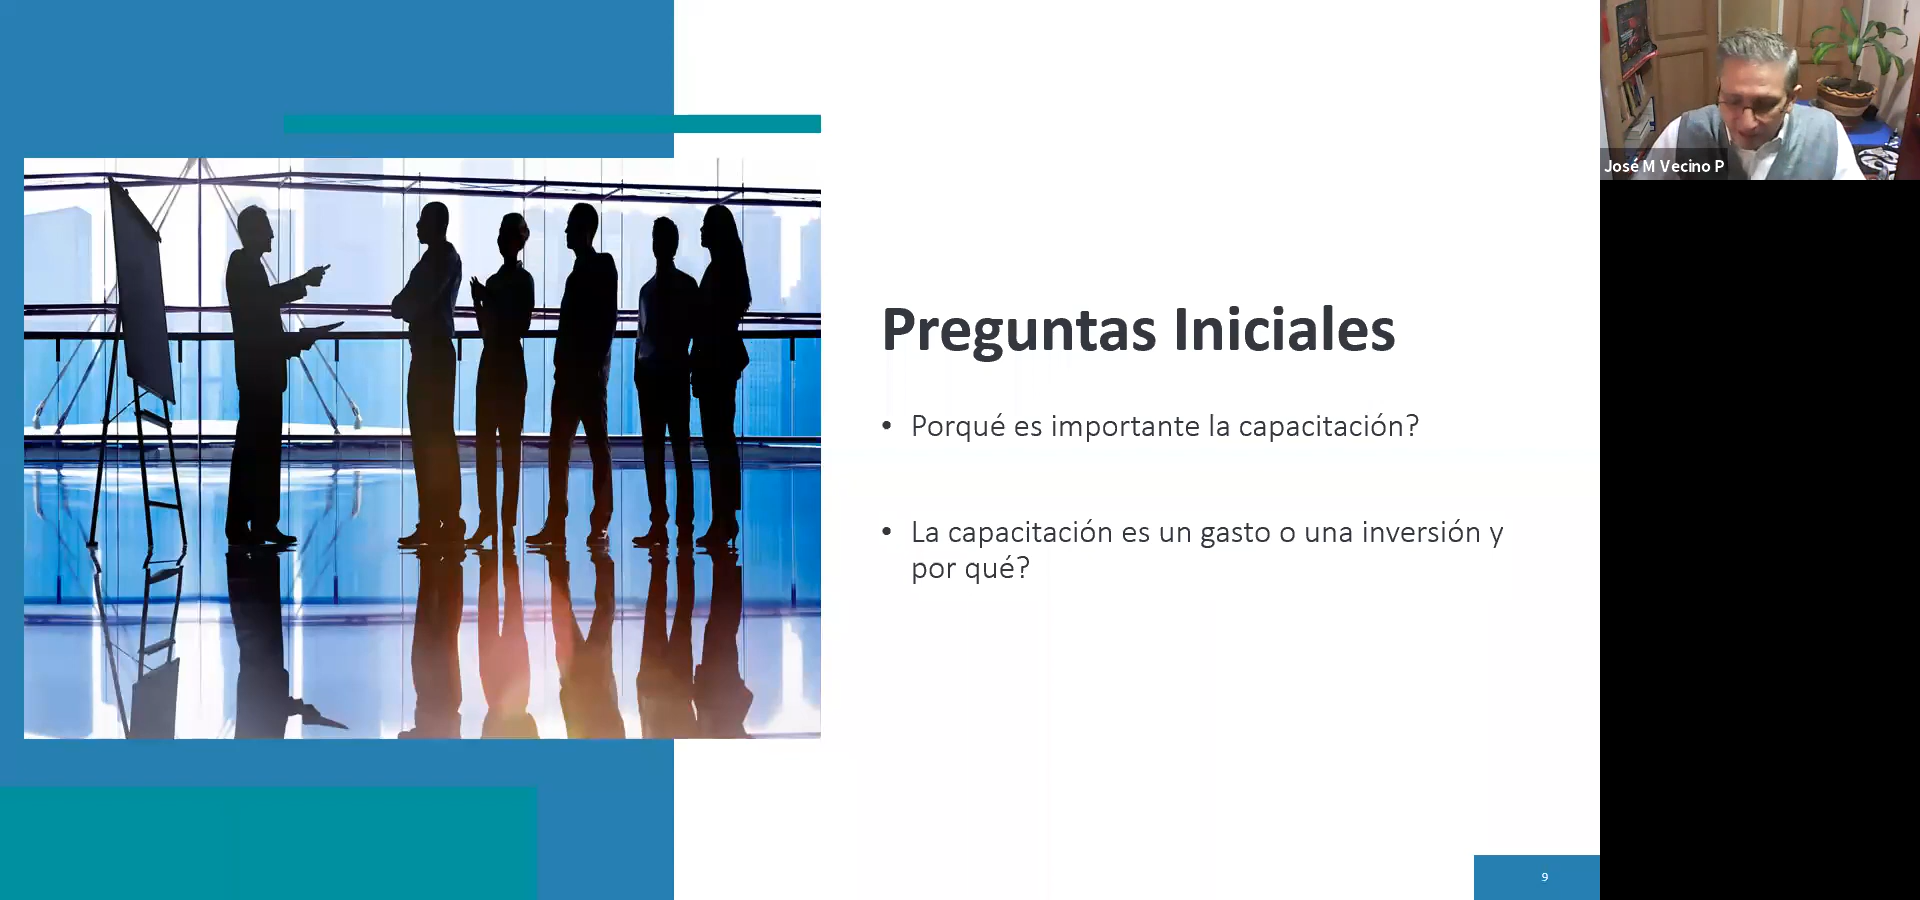 Preguntas Iniciales
• Porqué es importante la capacitación?
• La capacitación es un gasto o una inversión y
por qué?
9
José M Vecino P